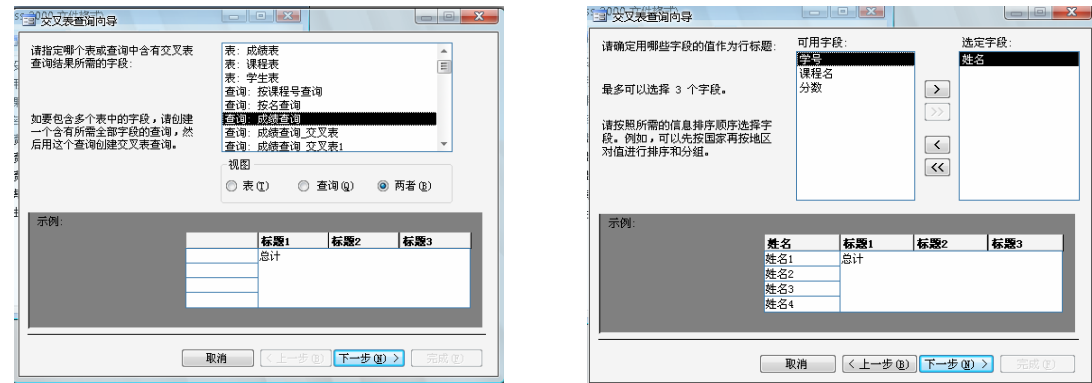 交叉表查询向导
请指定哪个表或查询中含有交叉表
查询结果所需的字段:
如要包含多个表中的字段，请创建
一个含有所需全部字段的查询，然
后用这个查询创建交叉表查询。
表: 成绩表
表: 课程表
表: 学生表
查询: 按课程号查询
查询: 按名查询
查询: 成绩查询
查询: 成绩查询_交叉表
查询: 成绩查询_交叉表1
视图
表(T) 查询(Q) 两者(B)
示例:
标题1 标题2 标题3
总计
取消 <上一步(B) 下一步(N) > 完成(F)
交叉表查询向导
请确定用哪些字段的值作为行标题:
最多可以选择 3 个字段。
请按照所需的信息排序顺序选择字
段。例如，可以先按国家再按地区
对值进行排序和分组。
可用字段:
学号
课程名
分数
>
>>
<
<<
选定字段:
姓名
示例:
姓名 标题1 标题2 标题3
姓名1 总计
姓名2
姓名3
姓名4
取消 <上一步(B) 下一步(N) > 完成(F)